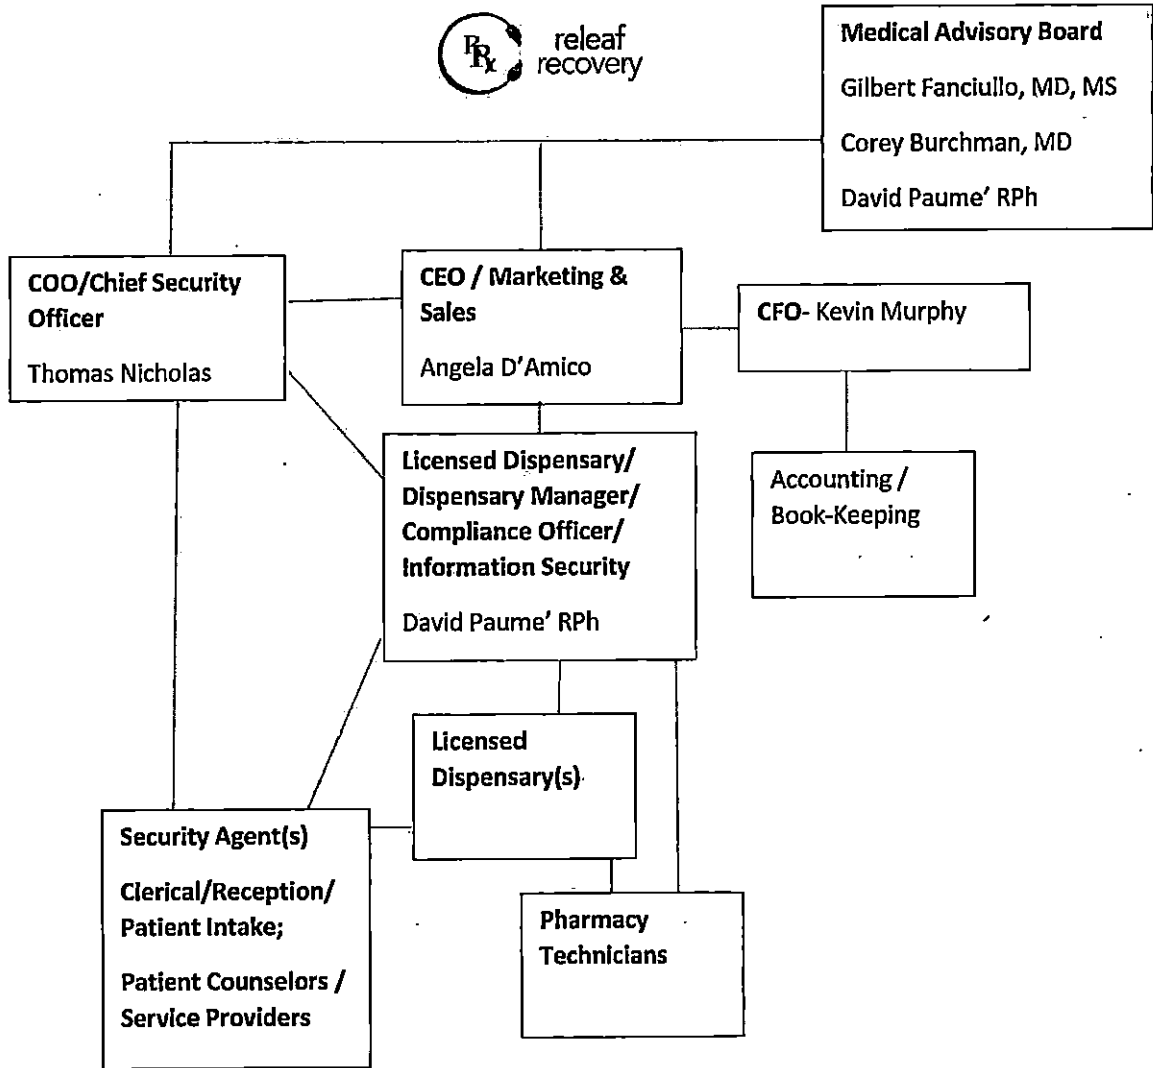 PRx
releaf
recovery
Medical Advisory Board
Gilbert Fanciullo, MD, MS
Corey Burchman, MD
David Paume' RPh
COO/Chief Security
Officer
Thomas Nicholas
CEO / Marketing &
Sales
Angela D'Amico
CFO- Kevin Murphy
Licensed Dispensary/
Dispensary Manager/
Compliance Officer/
Information Security
David Paume' RPh
Accounting /
Book-Keeping
Licensed
Dispensary(s)
Security Agent(s)
Clerical/Reception/
Patient Intake;
Patient Counselors /
Service Providers
Pharmacy
Technicians